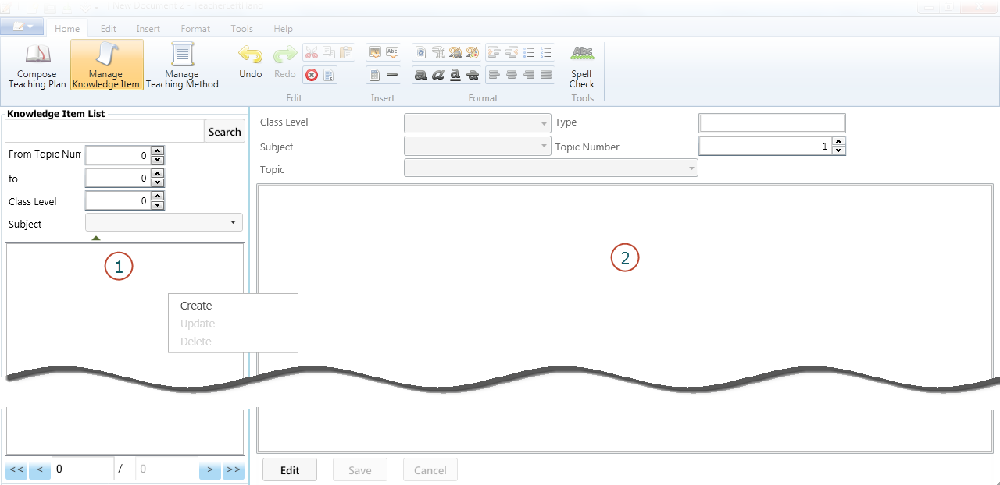 New Document 2 - TeacherLeftHand
Home Edit Insert Format Tools Help
Compose Teaching Plan
Manage Knowledge Item
Manage Teaching Method
Undo
Redo
Edit
Abc
Insert
Format
Abc
Spell Check
Tools
Knowledge Item List
Search
From Topic Num 0
to 0
Class Level 0
Subject
1
Create
Update
Delete
<< < 0 / 0 > >>
Class Level Type
Subject Topic Number 1
Topic
2
Edit Save Cancel